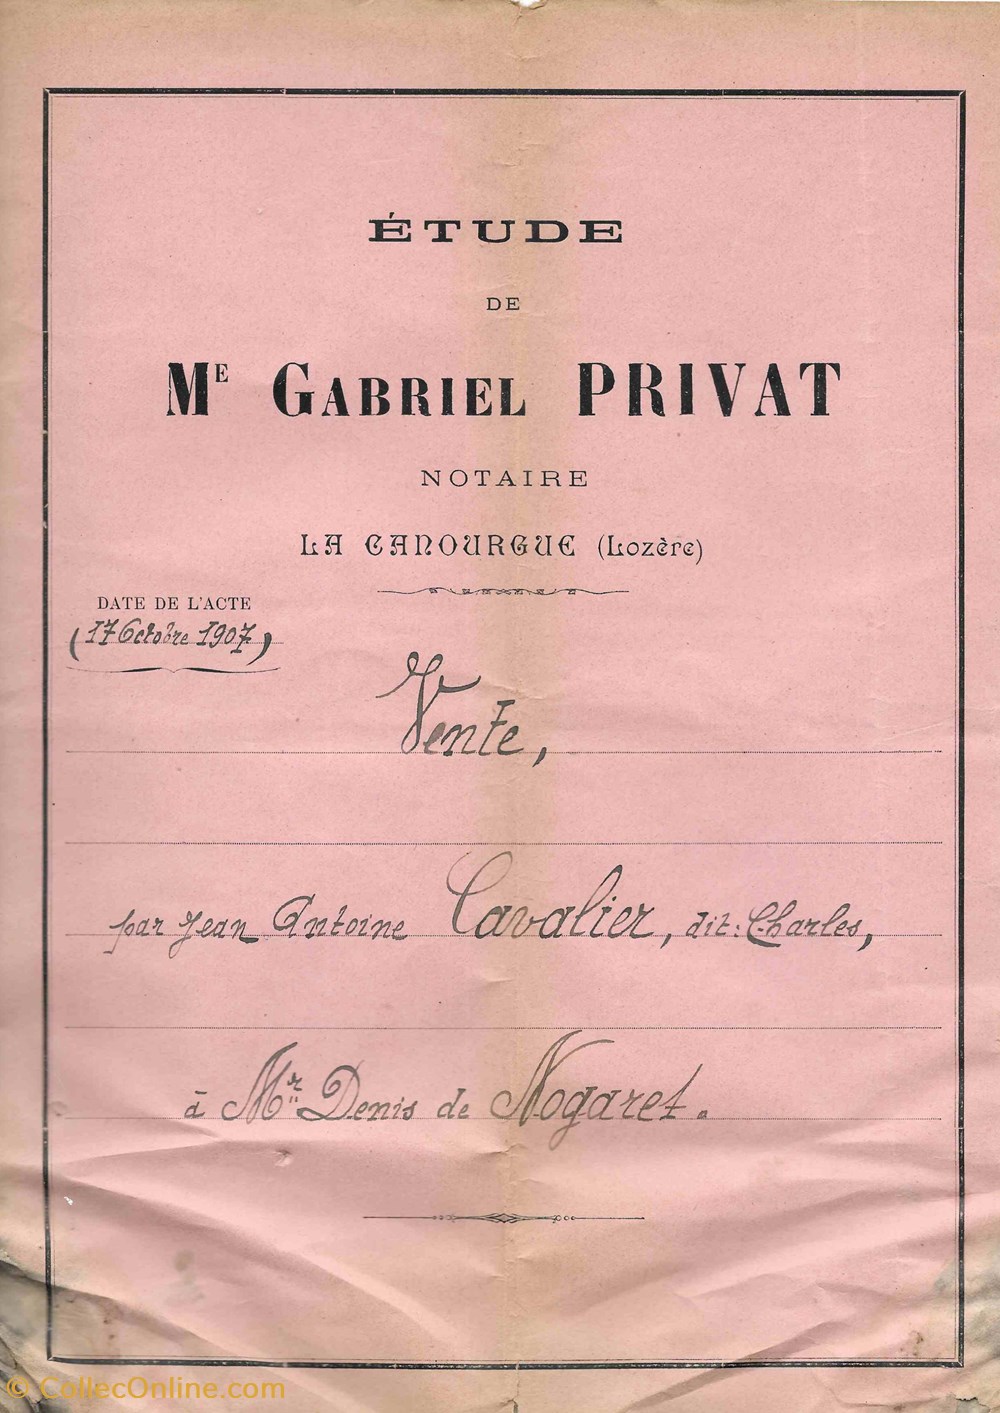 ÉTUDE
DE
ME GABRIEL PRIVAT
NOTAIRE
LA CANOURGUE (Lozère)
DATE DE L'ACTE
(17 Octobre 1907)
Vente,
par Jean Antoine Cavalier, dit: Charles,
à Mr Denis de Nogaret.
© CollecOnline.com